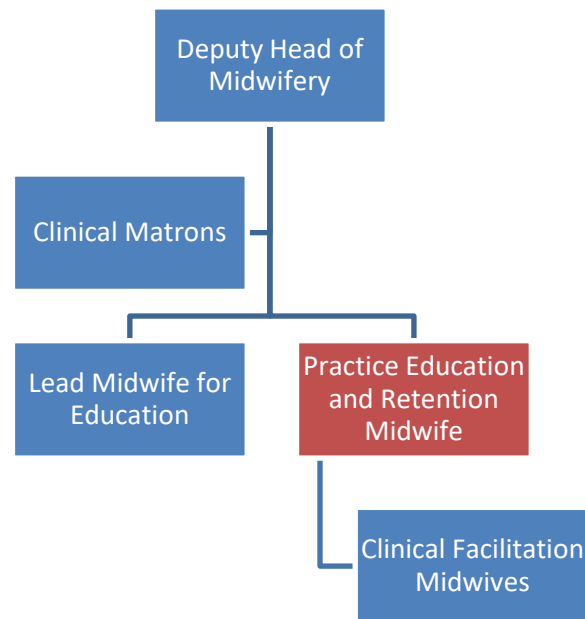 Deputy Head of
Midwifery
Clinical Matrons
Lead Midwife for
Education
Practice Education
and Retention
Midwife
Clinical Facilitation
Midwives